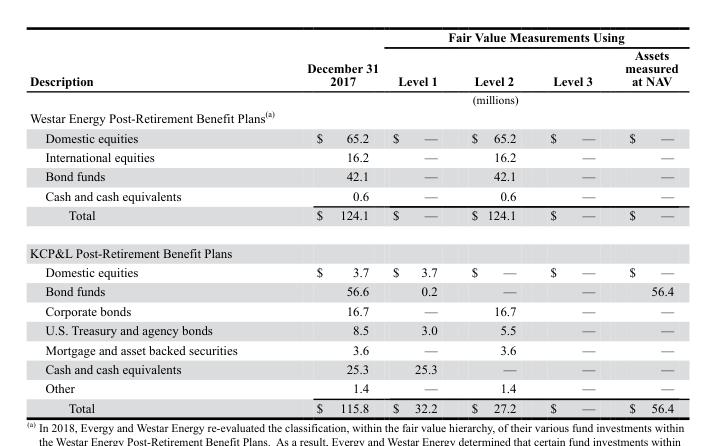 Fair Value Measurements Using
Description December 31 2017 Level 1 Level 2 Level 3 Assets measured at NAV
(millions)
Westar Energy Post-Retirement Benefit Plans(a)
Domestic equities $ 65.2 $ — $ 65.2 $ — $ —
International equities 16.2 — 16.2 — —
Bond funds 42.1 — 42.1 — —
Cash and cash equivalents 0.6 — 0.6 — —
Total $ 124.1 $ — $ 124.1 $ — $ —
KCP&L Post-Retirement Benefit Plans
Domestic equities $ 3.7 $ 3.7 $ — $ — $ —
Bond funds 56.6 0.2 — — 56.4
Corporate bonds 16.7 — 16.7 — —
U.S. Treasury and agency bonds 8.5 3.0 5.5 — —
Mortgage and asset backed securities 3.6 — 3.6 — —
Cash and cash equivalents 25.3 25.3 — — —
Other 1.4 — 1.4 — —
Total $ 115.8 $ 32.2 $ 27.2 $ — $ 56.4
(a) In 2018, Evergy and Westar Energy re-evaluated the classification, within the fair value hierarchy, of their various fund investments within
the Westar Energy Post-Retirement Benefit Plans. As a result, Evergy and Westar Energy determined that certain fund investments within